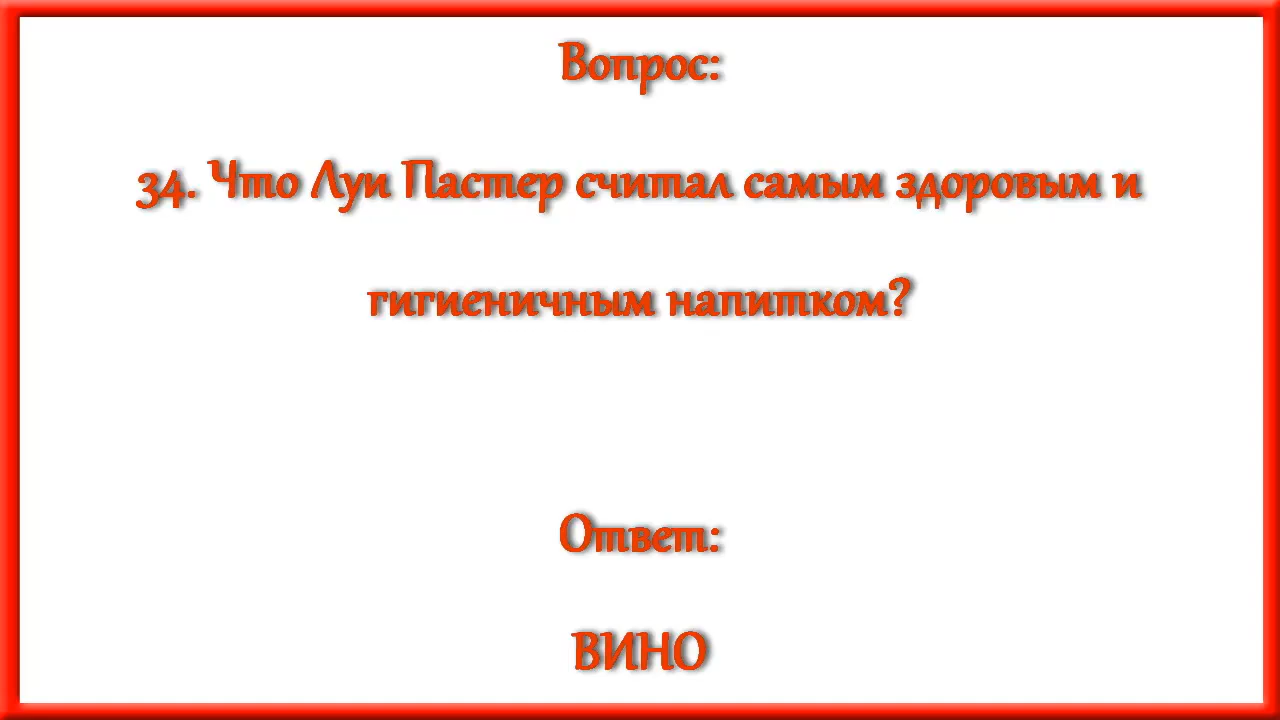 Вопрос:
34. Что Луи Пастер считал самым здоровым и
гигиеничным напитком?
Ответ:
ВИНО